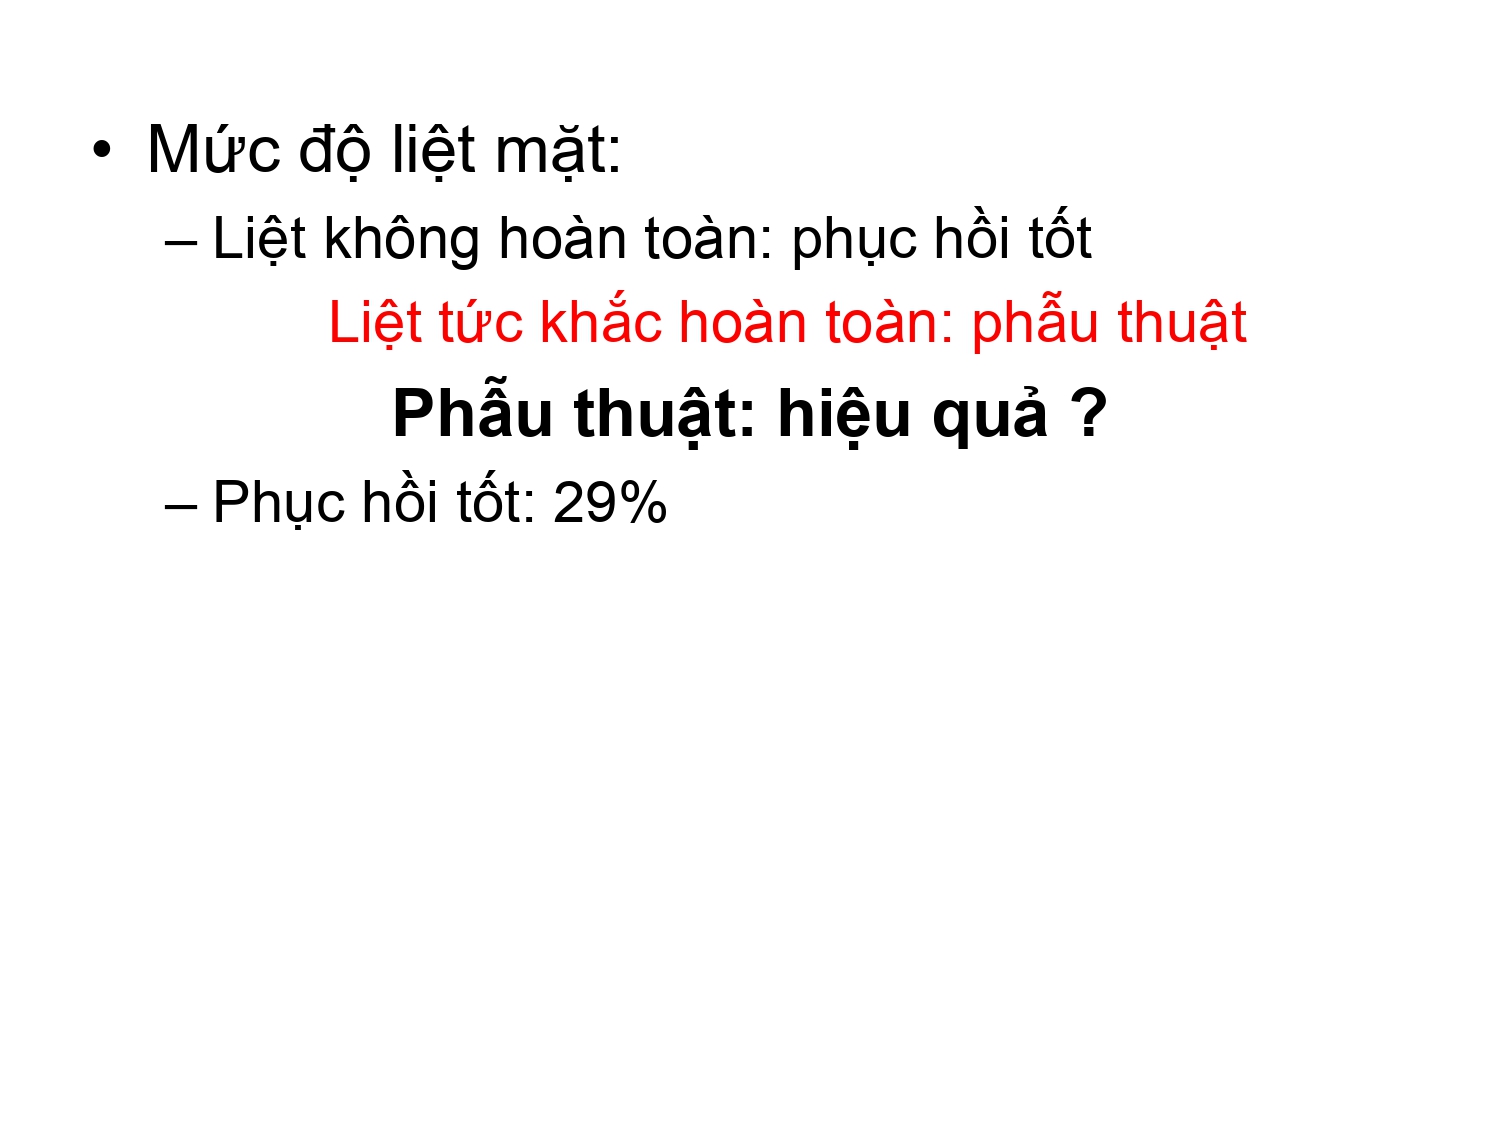 • Mức độ liệt mặt:
– Liệt không hoàn toàn: phục hồi tốt
Liệt tức khắc hoàn toàn: phẫu thuật
Phẫu thuật: hiệu quả ?
– Phục hồi tốt: 29%